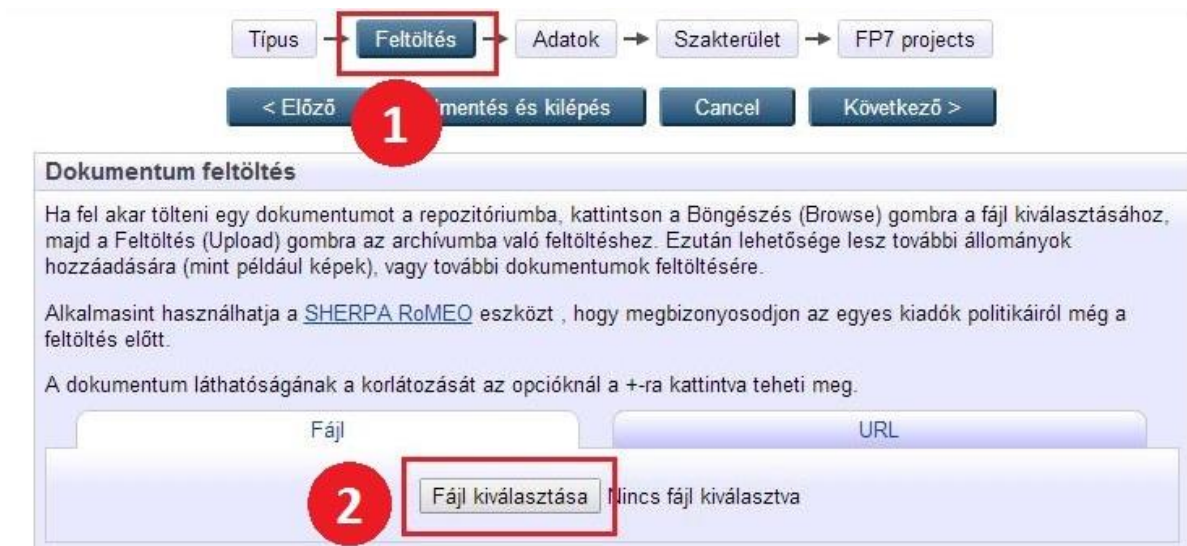 Típus Feltöltés Adatok Szakterület FP7 projects
1
< Előző mentés és kilépés Cancel Következő >
Dokumentum feltöltés
Ha fel akar tölteni egy dokumentumot a repozitóriumba, kattintson a Böngészés (Browse) gombra a fájl kiválasztásához,
majd a Feltöltés (Upload) gombra az archívumba való feltöltéshez. Ezután lehetősége lesz további állományok
hozzáadására (mint például képek), vagy további dokumentumok feltöltésére.
Alkalmasint használhatja a SHERPA RoMEO eszközt , hogy megbizonyosodjon az egyes kiadók politikáiról még a
feltöltés előtt.
A dokumentum láthatóságának a korlátozását az opcióknál a +-ra kattintva teheti meg.
Fájl URL
2 Fájl kiválasztása Nincs fájl kiválasztva